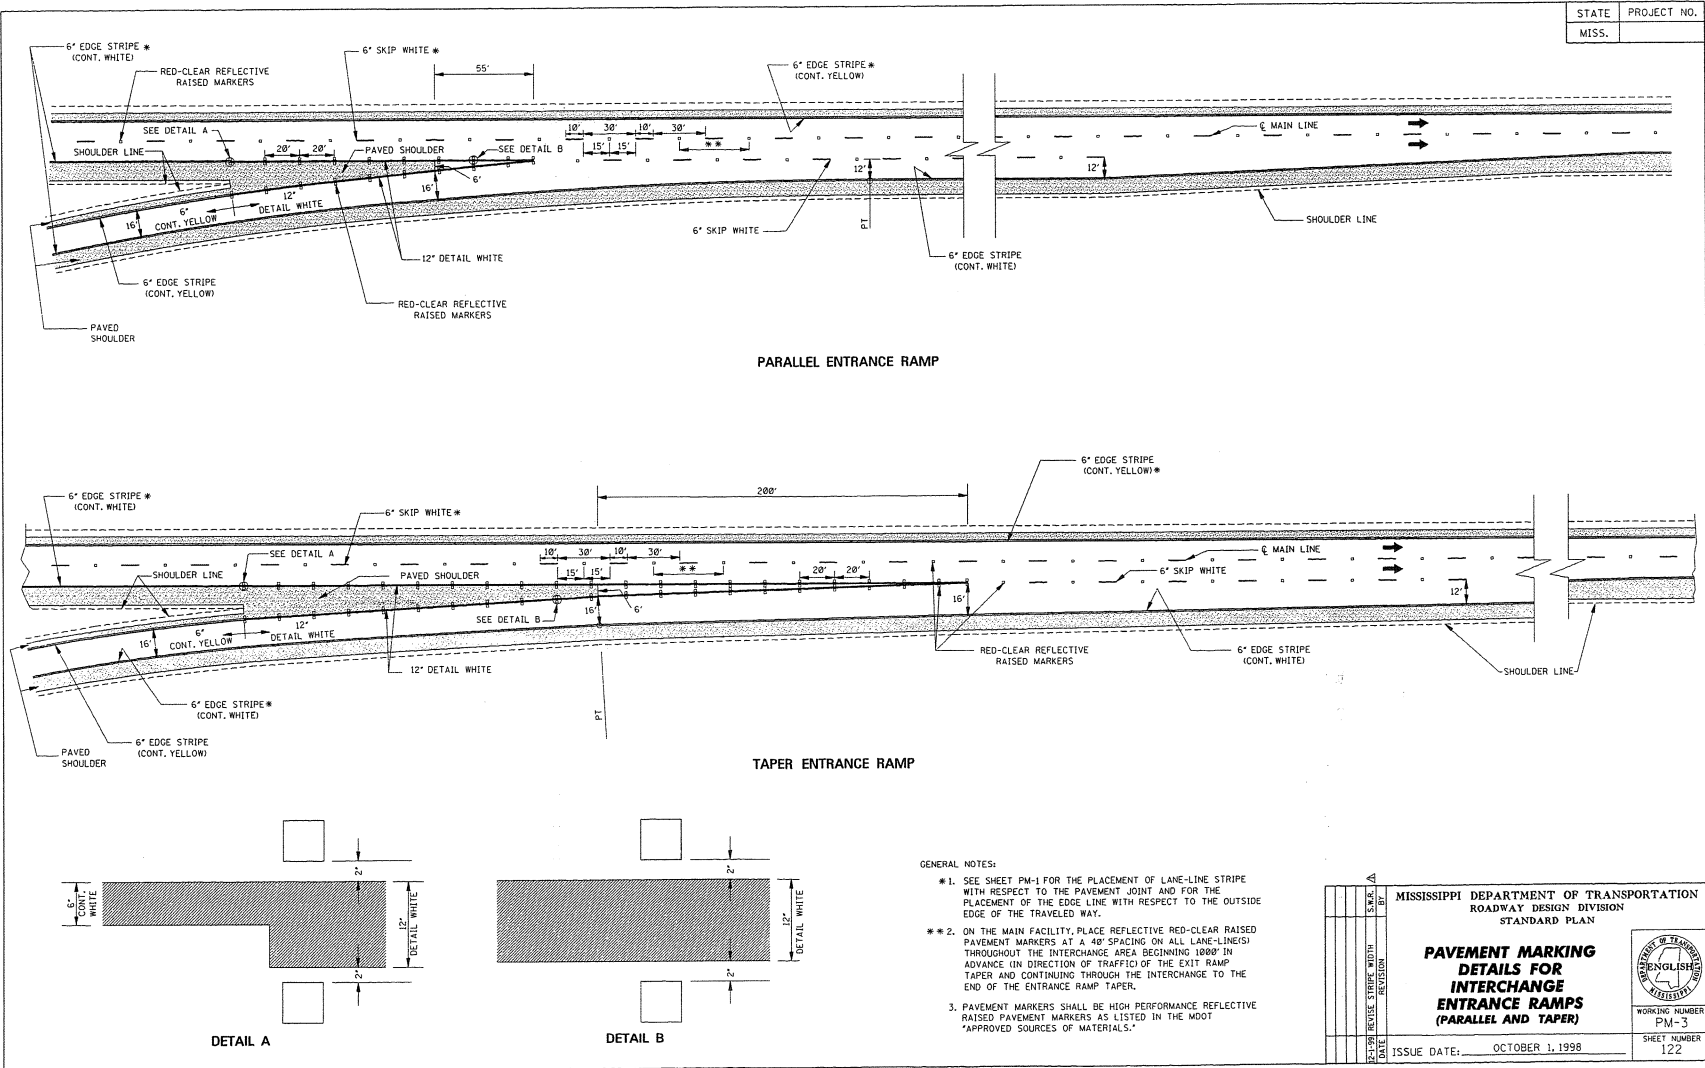 STATE PROJECT NO.
MISS.
6" EDGE STRIPE *
(CONT. WHITE)
RED-CLEAR REFLECTIVE
RAISED MARKERS
6" SKIP WHITE *
55'
6" EDGE STRIPE *
(CONT. YELLOW)
SEE DETAIL A
SHOULDER LINE
20' 20'
PAVED SHOULDER
SEE DETAIL B
10' 30' 10' 30'
15' 15' **
℄ MAIN LINE
6'
16'
12'
12'
12"
DETAIL WHITE
6"
CONT. YELLOW
16'
PT
6" SKIP WHITE
SHOULDER LINE
12" DETAIL WHITE
6" EDGE STRIPE
(CONT. WHITE)
6" EDGE STRIPE
(CONT. YELLOW)
RED-CLEAR REFLECTIVE
RAISED MARKERS
PAVED
SHOULDER
PARALLEL ENTRANCE RAMP
6" EDGE STRIPE
(CONT. YELLOW) *
200'
6" EDGE STRIPE *
(CONT. WHITE)
6" SKIP WHITE *
SEE DETAIL A
SHOULDER LINE
PAVED SHOULDER
10' 30' 10' 30'
15' 15' **
20' 20'
℄ MAIN LINE
6" SKIP WHITE
12'
6'
16'
16'
SEE DETAIL B
12"
DETAIL WHITE
6"
CONT. YELLOW
16'
12" DETAIL WHITE
RED-CLEAR REFLECTIVE
RAISED MARKERS
6" EDGE STRIPE
(CONT. WHITE)
SHOULDER LINE
6" EDGE STRIPE *
(CONT. WHITE)
PT
6" EDGE STRIPE
(CONT. YELLOW)
PAVED
SHOULDER
TAPER ENTRANCE RAMP
6"
CONT.
WHITE
2"
12"
DETAIL WHITE
2"
DETAIL A
2"
12"
DETAIL WHITE
2"
DETAIL B
GENERAL NOTES:
* 1. SEE SHEET PM-1 FOR THE PLACEMENT OF LANE-LINE STRIPE
WITH RESPECT TO THE PAVEMENT JOINT AND FOR THE
PLACEMENT OF THE EDGE LINE WITH RESPECT TO THE OUTSIDE
EDGE OF THE TRAVELED WAY.
* * 2. ON THE MAIN FACILITY, PLACE REFLECTIVE RED-CLEAR RAISED
PAVEMENT MARKERS AT A 40' SPACING ON ALL LANE-LINE(S)
THROUGHOUT THE INTERCHANGE AREA BEGINNING 1000' IN
ADVANCE (IN DIRECTION OF TRAFFIC) OF THE EXIT RAMP
TAPER AND CONTINUING THROUGH THE INTERCHANGE TO THE
END OF THE ENTRANCE RAMP TAPER.
3. PAVEMENT MARKERS SHALL BE HIGH PERFORMANCE REFLECTIVE
RAISED PAVEMENT MARKERS AS LISTED IN THE MDOT
"APPROVED SOURCES OF MATERIALS."
S.W.R.
BY
REVISE STRIPE WIDTH
REVISION
12-1-99
DATE
MISSISSIPPI DEPARTMENT OF TRANSPORTATION
ROADWAY DESIGN DIVISION
STANDARD PLAN
PAVEMENT MARKING
DETAILS FOR
INTERCHANGE
ENTRANCE RAMPS
(PARALLEL AND TAPER)
DEPARTMENT OF TRANSPORTATION
ENGLISH
MISSISSIPPI
WORKING NUMBER
PM-3
ISSUE DATE: OCTOBER 1, 1998
SHEET NUMBER
122